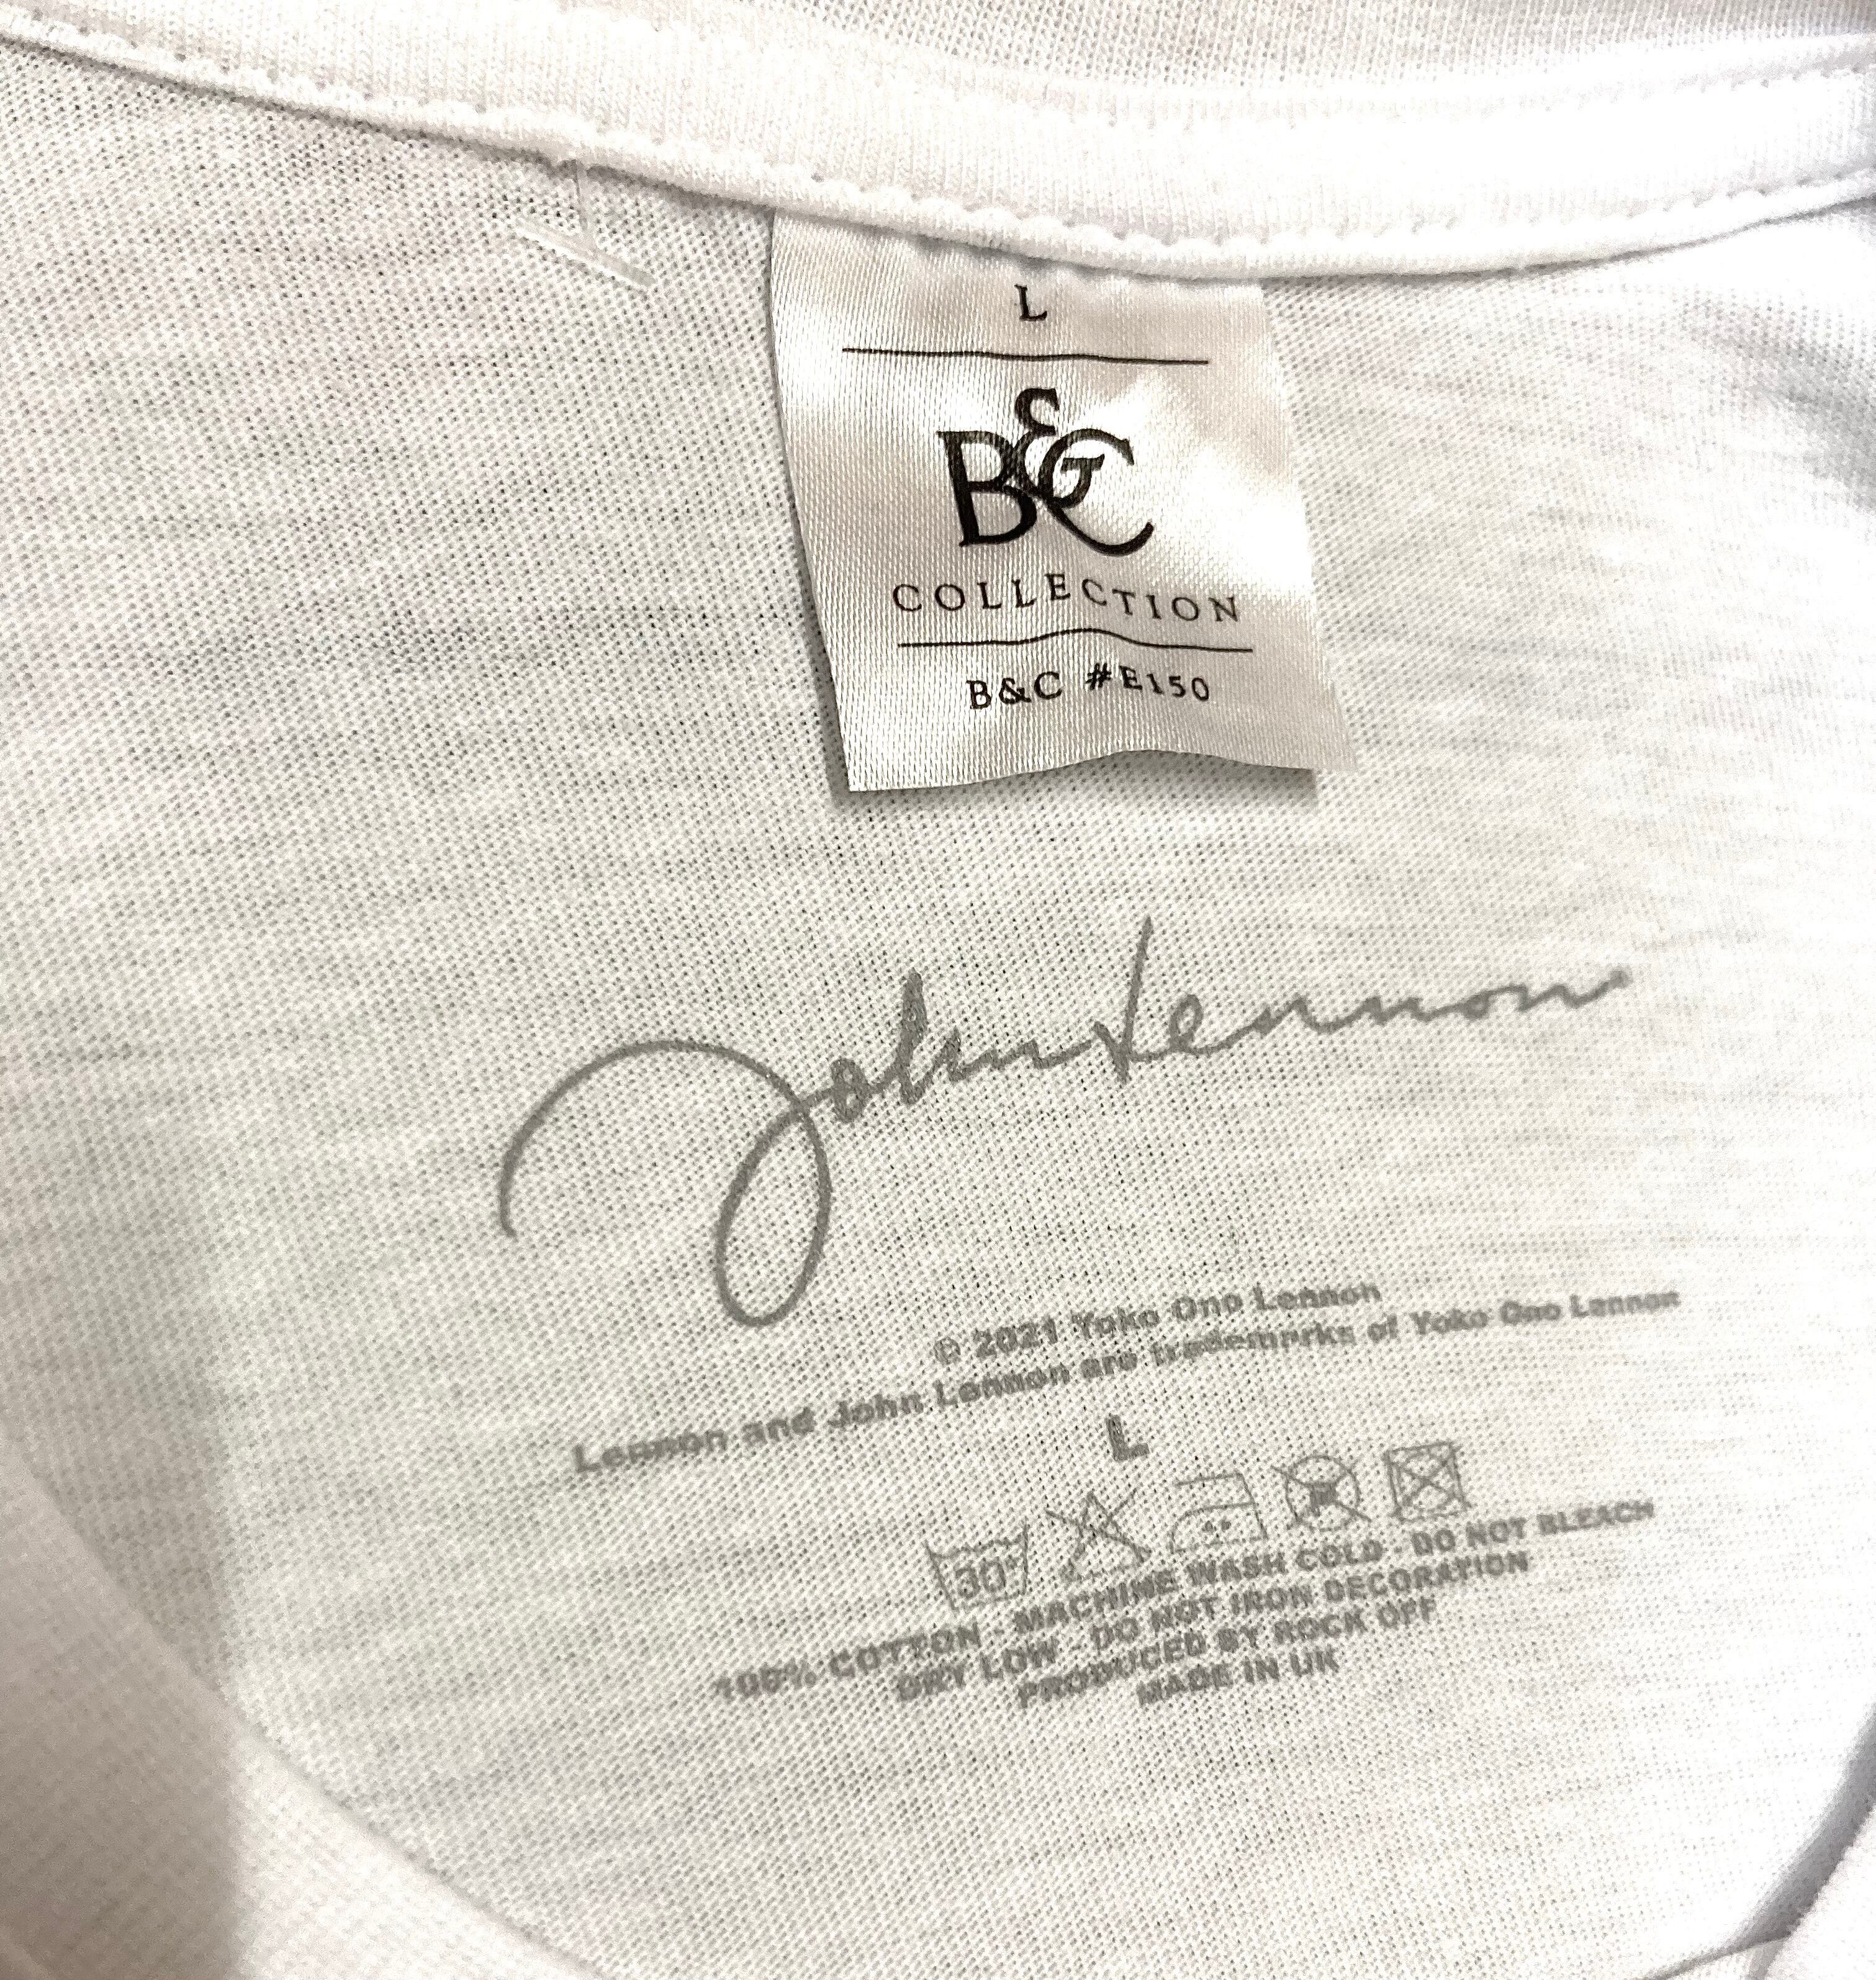 L
B&C
COLLECTION
B&C #E150
John Lennon
© 2021 Yoko Ono Lennon
Lennon and John Lennon are trademarks of Yoko Ono Lennon
L
30°
P
100% COTTON - MACHINE WASH COLD - DO NOT BLEACH
DRY LOW - DO NOT IRON DECORATION
PRODUCED BY ROCK OFF
MADE IN UK